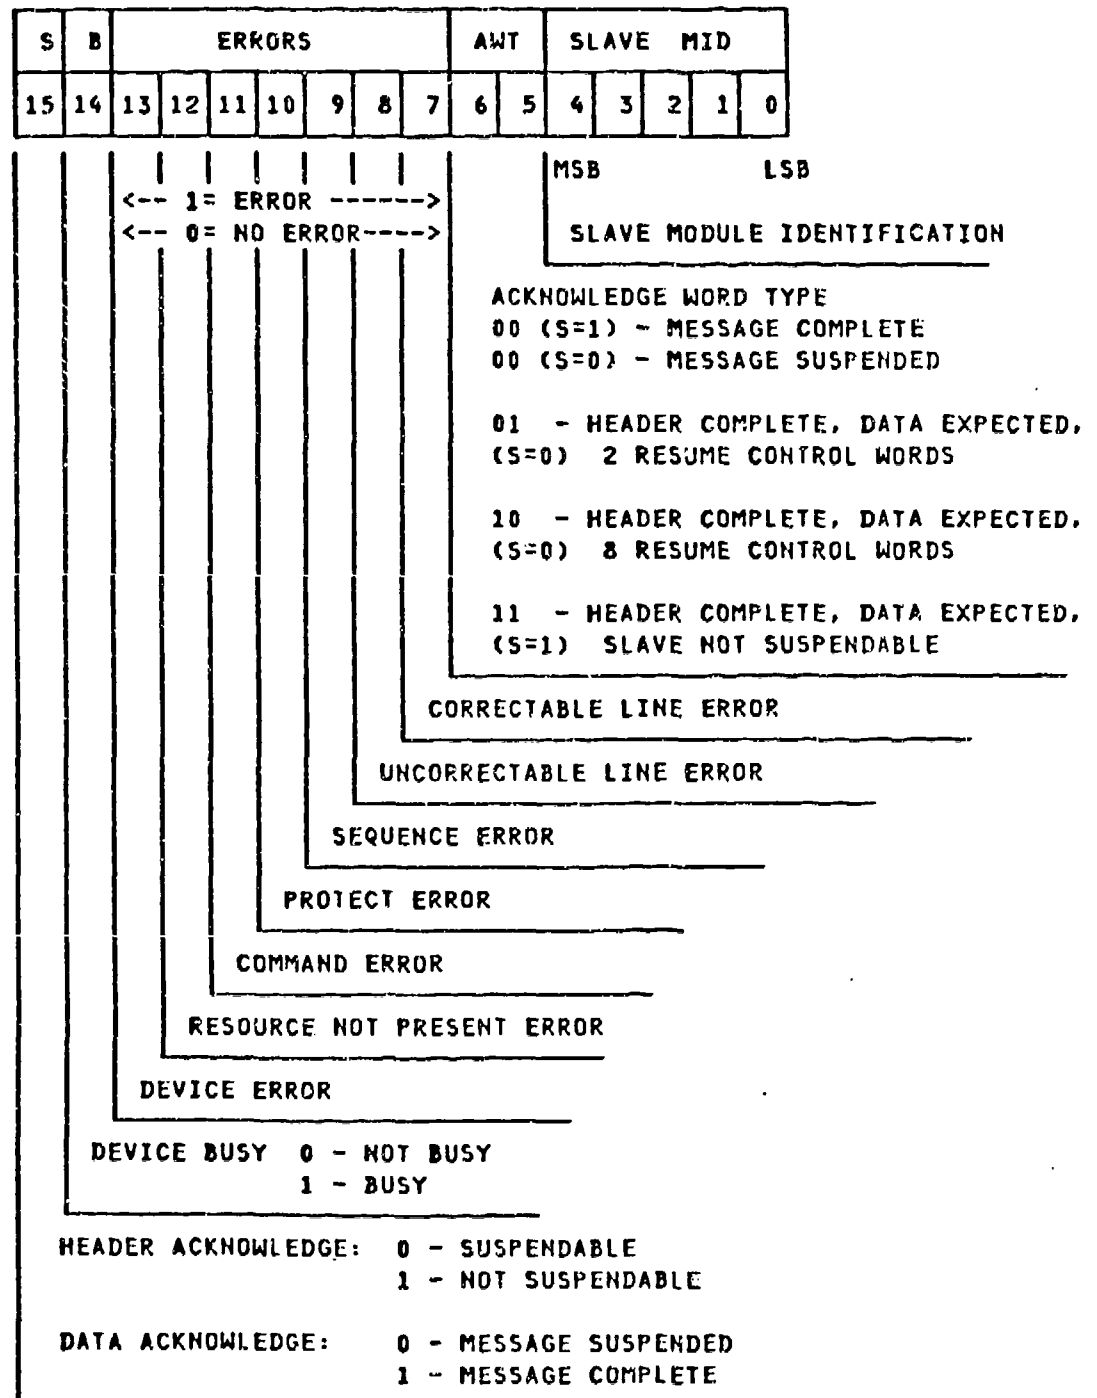 S B ERRORS AWT SLAVE MID
15 14 13 12 11 10 9 8 7 6 5 4 3 2 1 0
MSB LSB
<-- 1= ERROR ------>
<-- 0= NO ERROR---->
SLAVE MODULE IDENTIFICATION
ACKNOWLEDGE WORD TYPE
00 (S=1) - MESSAGE COMPLETE
00 (S=0) - MESSAGE SUSPENDED
01 - HEADER COMPLETE, DATA EXPECTED,
(S=0) 2 RESUME CONTROL WORDS
10 - HEADER COMPLETE, DATA EXPECTED,
(S=0) 8 RESUME CONTROL WORDS
11 - HEADER COMPLETE, DATA EXPECTED,
(S=1) SLAVE NOT SUSPENDABLE
CORRECTABLE LINE ERROR
UNCORRECTABLE LINE ERROR
SEQUENCE ERROR
PROTECT ERROR
COMMAND ERROR
RESOURCE NOT PRESENT ERROR
DEVICE ERROR
DEVICE BUSY 0 - NOT BUSY
1 - BUSY
HEADER ACKNOWLEDGE: 0 - SUSPENDABLE
1 - NOT SUSPENDABLE
DATA ACKNOWLEDGE: 0 - MESSAGE SUSPENDED
1 - MESSAGE COMPLETE